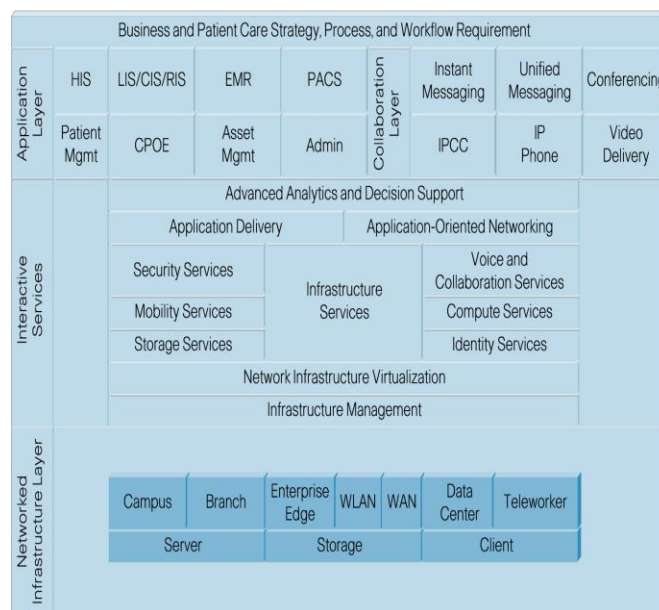 Business and Patient Care Strategy, Process, and Workflow Requirement
Application
Layer
HIS
LIS/CIS/RIS
EMR
PACS
Collaboration
Layer
Instant
Messaging
Unified
Messaging
Conferencing
Patient
Mgmt
CPOE
Asset
Mgmt
Admin
IPCC
IP
Phone
Video
Delivery
Interactive
Services
Advanced Analytics and Decision Support
Application Delivery
Application-Oriented Networking
Security Services
Mobility Services
Storage Services
Infrastructure
Services
Voice and
Collaboration Services
Compute Services
Identity Services
Network Infrastructure Virtualization
Infrastructure Management
Networked
Infrastructure Layer
Campus
Branch
Enterprise
Edge
WLAN
WAN
Data
Center
Teleworker
Server
Storage
Client